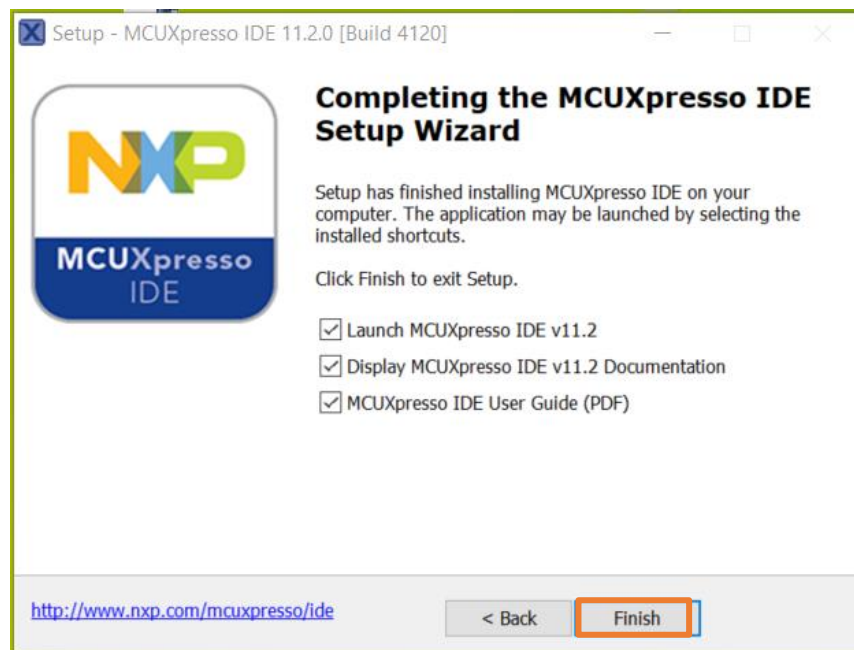 Setup - MCUXpresso IDE 11.2.0 [Build 4120]
NXP
MCUXpresso
IDE
Completing the MCUXpresso IDE
Setup Wizard
Setup has finished installing MCUXpresso IDE on your
computer. The application may be launched by selecting the
installed shortcuts.
Click Finish to exit Setup.
Launch MCUXpresso IDE v11.2
Display MCUXpresso IDE v11.2 Documentation
MCUXpresso IDE User Guide (PDF)
http://www.nxp.com/mcuxpresso/ide
< Back
Finish